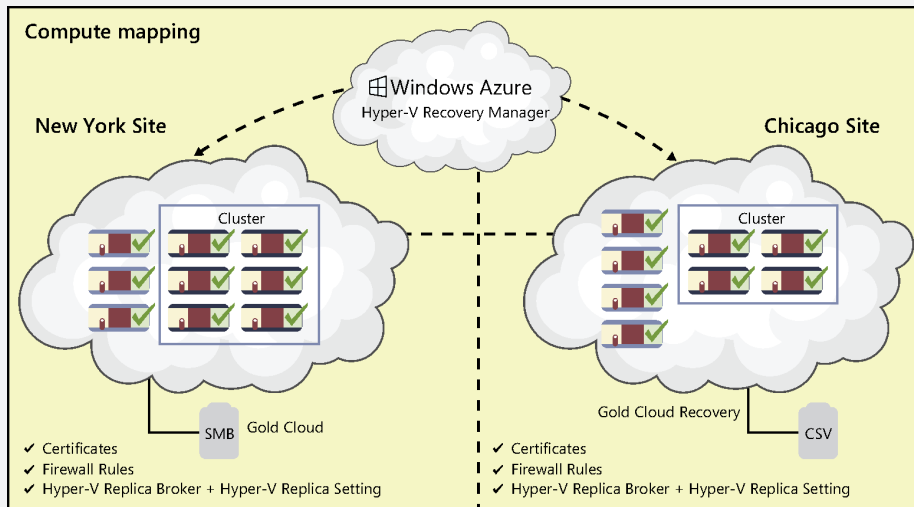 Compute mapping
Windows Azure
Hyper-V Recovery Manager
New York Site
Chicago Site
Cluster
Cluster
SMB
Gold Cloud
Gold Cloud Recovery
CSV
✓ Certificates
✓ Firewall Rules
✓ Hyper-V Replica Broker + Hyper-V Replica Setting
✓ Certificates
✓ Firewall Rules
✓ Hyper-V Replica Broker + Hyper-V Replica Setting